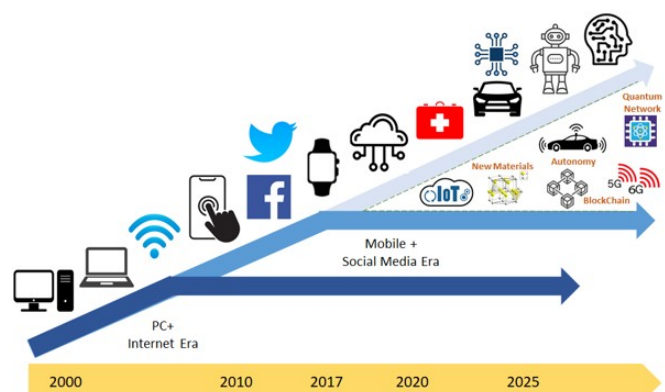 Quantum
Network
New Materials
Autonomy
IoT
5G
6G
BlockChain
Mobile +
Social Media Era
PC+
Internet Era
2000
2010
2017
2020
2025